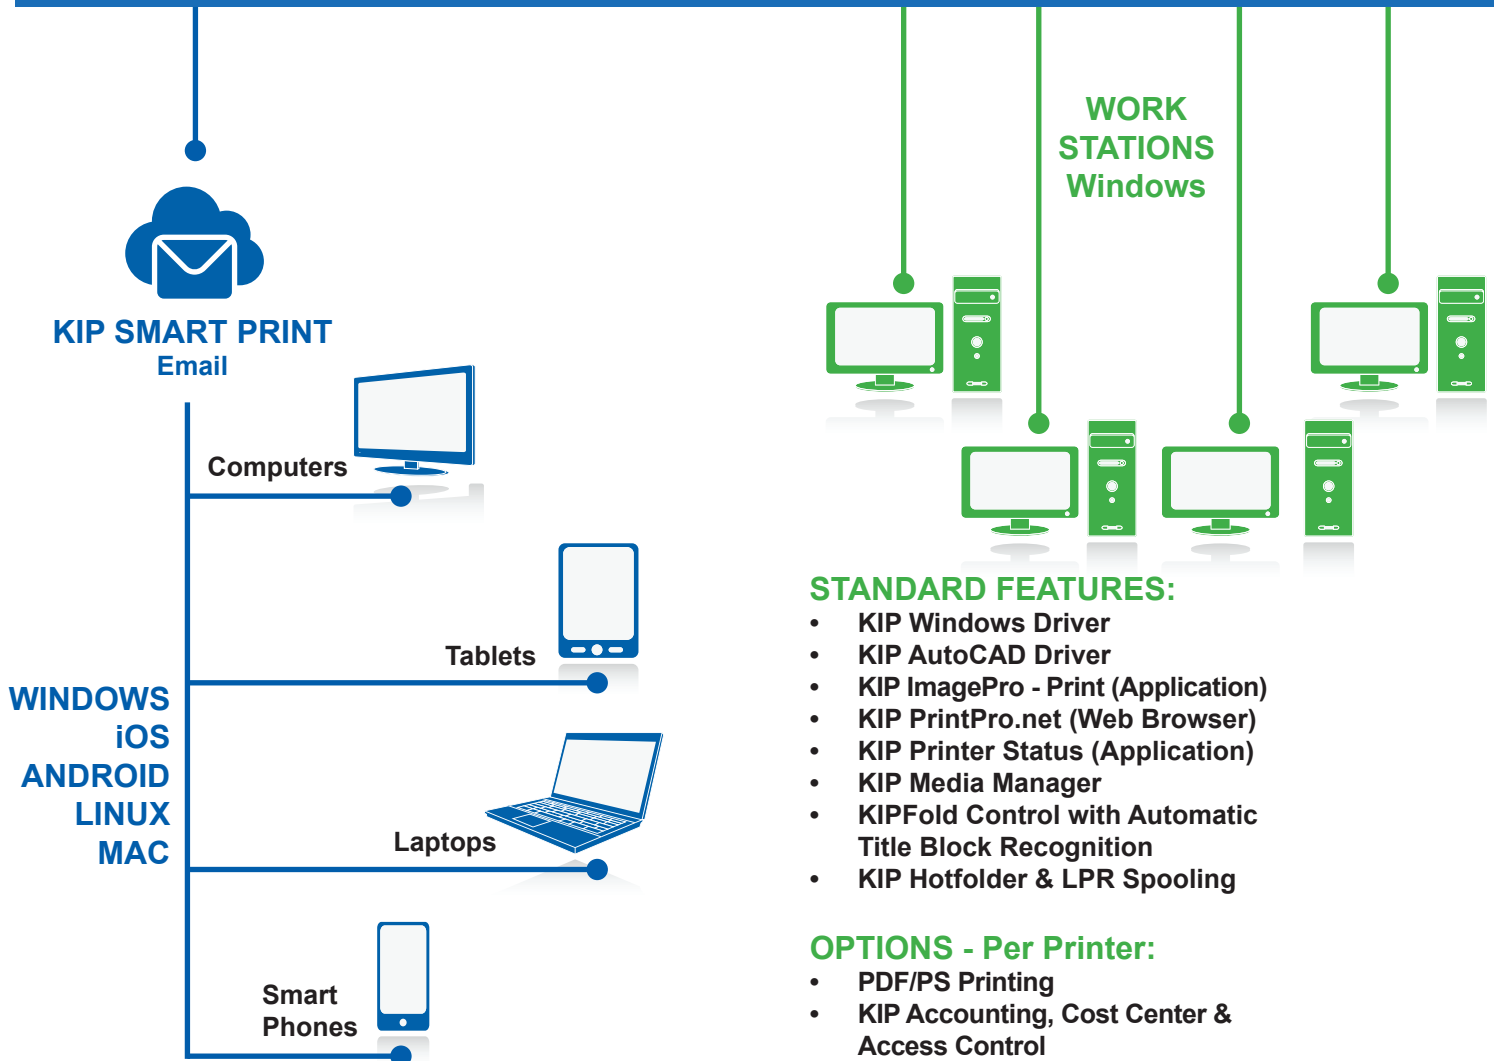 KIP SMART PRINT
Email
Computers
Tablets
WINDOWS
iOS
ANDROID
LINUX
MAC
Laptops
Smart
Phones
WORK
STATIONS
Windows
STANDARD FEATURES:
• KIP Windows Driver
• KIP AutoCAD Driver
• KIP ImagePro - Print (Application)
• KIP PrintPro.net (Web Browser)
• KIP Printer Status (Application)
• KIP Media Manager
• KIPFold Control with Automatic
Title Block Recognition
• KIP Hotfolder & LPR Spooling
OPTIONS - Per Printer:
• PDF/PS Printing
• KIP Accounting, Cost Center &
Access Control